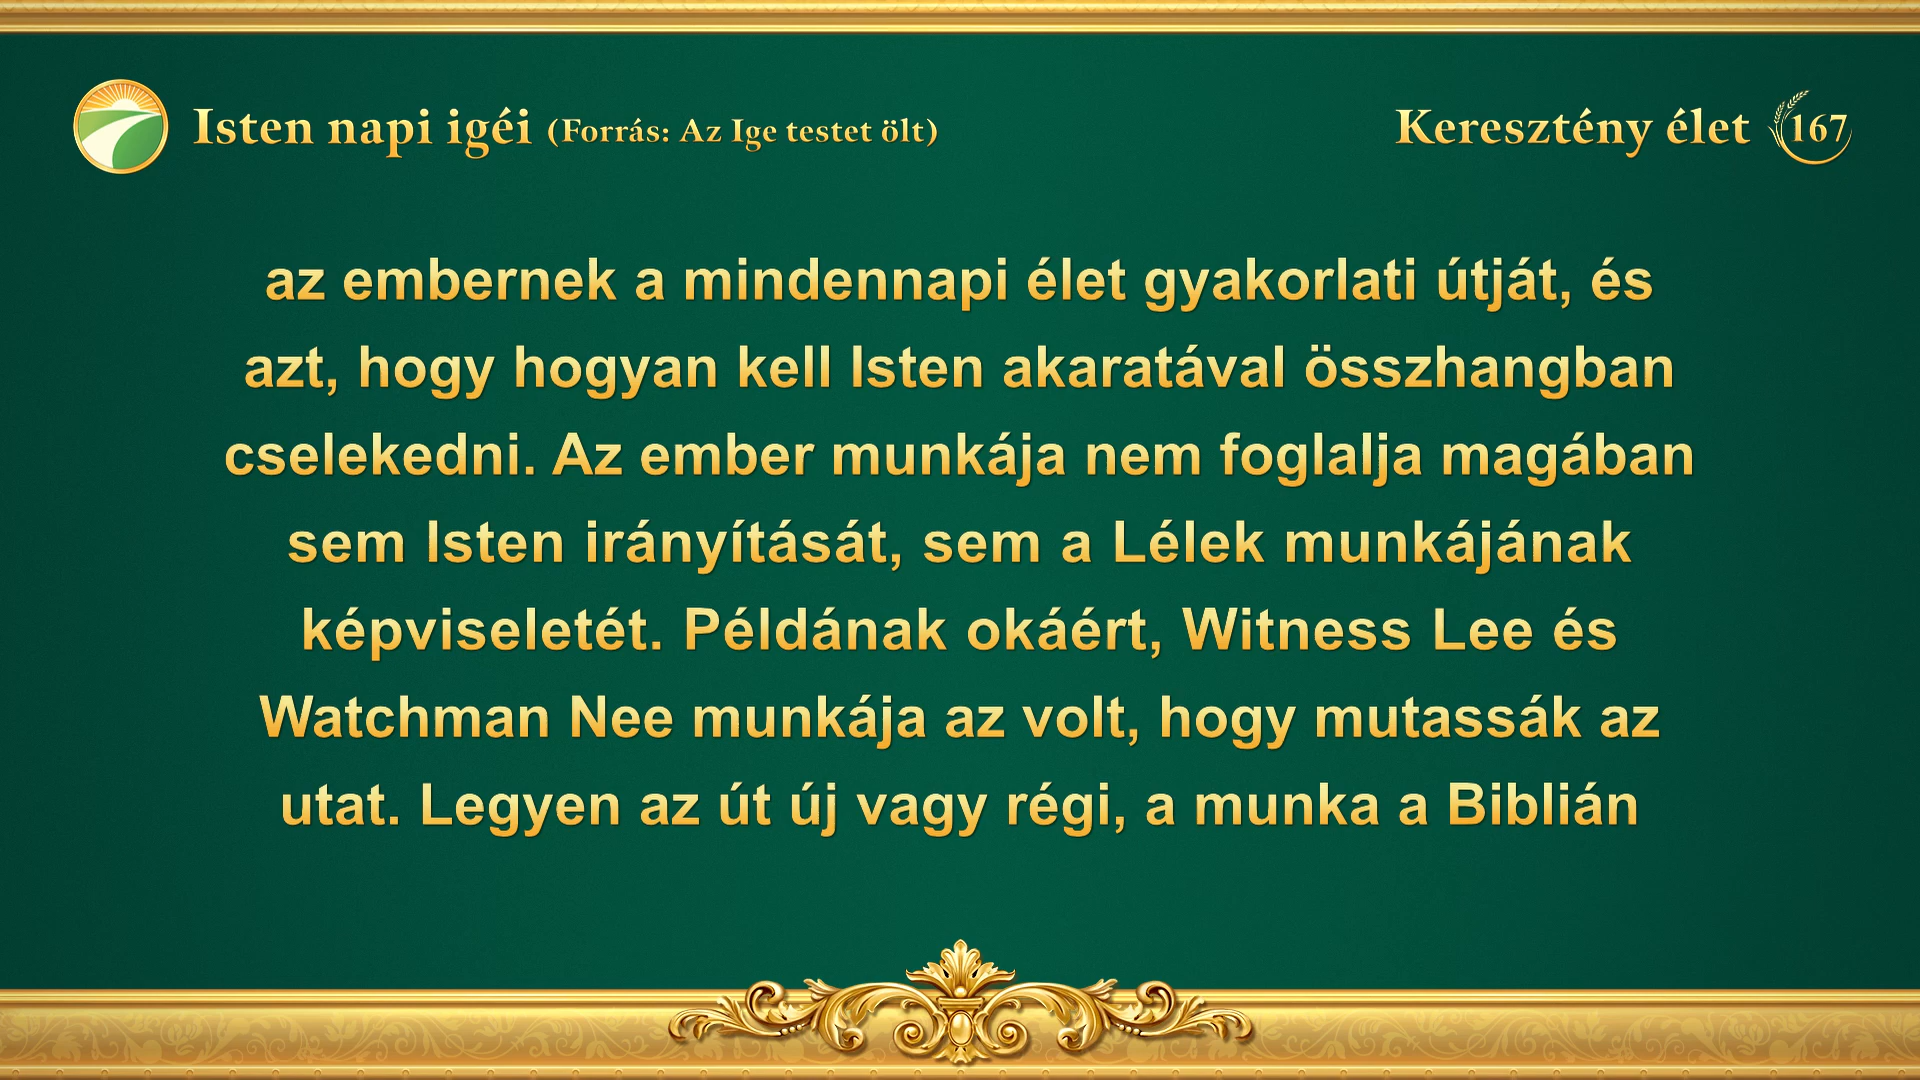 Isten napi igéi (Forrás: Az Ige testet ölt)
Keresztény élet 167
az embernek a mindennapi élet gyakorlati útját, és
azt, hogy hogyan kell Isten akaratával összhangban
cselekedni. Az ember munkája nem foglalja magában
sem Isten irányítását, sem a Lélek munkájának
képviseletét. Példának okáért, Witness Lee és
Watchman Nee munkája az volt, hogy mutassák az
utat. Legyen az út új vagy régi, a munka a Biblián